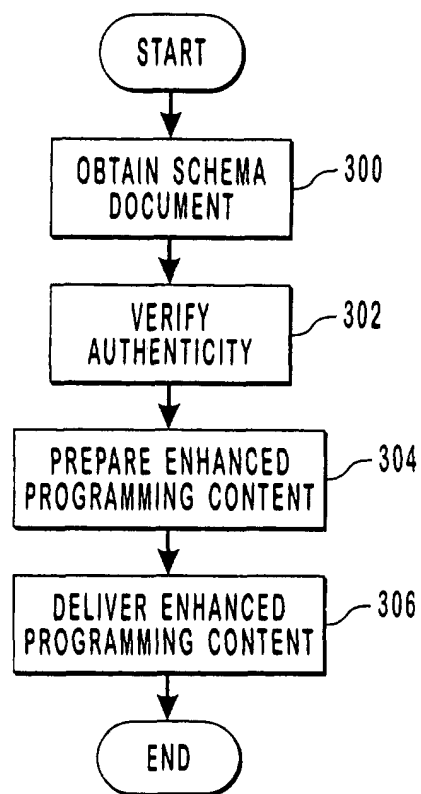 START
OBTAIN SCHEMA
DOCUMENT
300
VERIFY
AUTHENTICITY
302
PREPARE ENHANCED
PROGRAMMING CONTENT
304
DELIVER ENHANCED
PROGRAMMING CONTENT
306
END